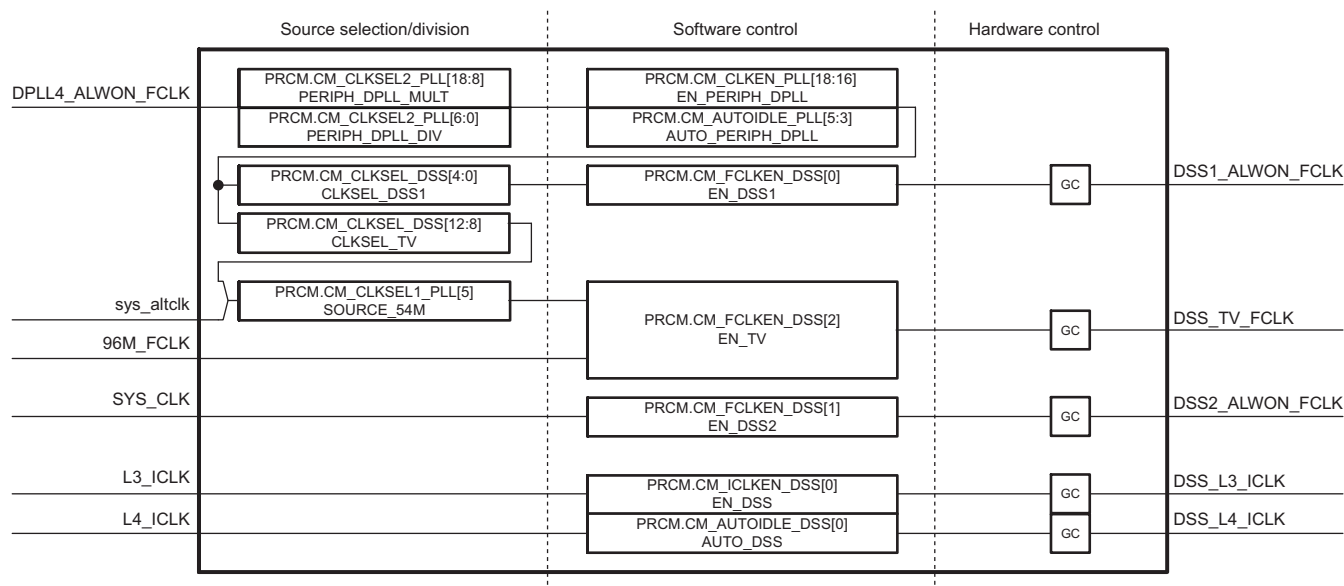 Source selection/division
Software control
Hardware control
DPLL4_ALWON_FCLK
PRCM.CM_CLKSEL2_PLL[18:8]
PERIPH_DPLL_MULT
PRCM.CM_CLKEN_PLL[18:16]
EN_PERIPH_DPLL
PRCM.CM_CLKSEL2_PLL[6:0]
PERIPH_DPLL_DIV
PRCM.CM_AUTOIDLE_PLL[5:3]
AUTO_PERIPH_DPLL
PRCM.CM_CLKSEL_DSS[4:0]
CLKSEL_DSS1
PRCM.CM_FCLKEN_DSS[0]
EN_DSS1
GC
DSS1_ALWON_FCLK
PRCM.CM_CLKSEL_DSS[12:8]
CLKSEL_TV
sys_altclk
PRCM.CM_CLKSEL1_PLL[5]
SOURCE_54M
PRCM.CM_FCLKEN_DSS[2]
EN_TV
GC
DSS_TV_FCLK
96M_FCLK
SYS_CLK
PRCM.CM_FCLKEN_DSS[1]
EN_DSS2
GC
DSS2_ALWON_FCLK
L3_ICLK
PRCM.CM_ICLKEN_DSS[0]
EN_DSS
GC
DSS_L3_ICLK
L4_ICLK
PRCM.CM_AUTOIDLE_DSS[0]
AUTO_DSS
GC
DSS_L4_ICLK